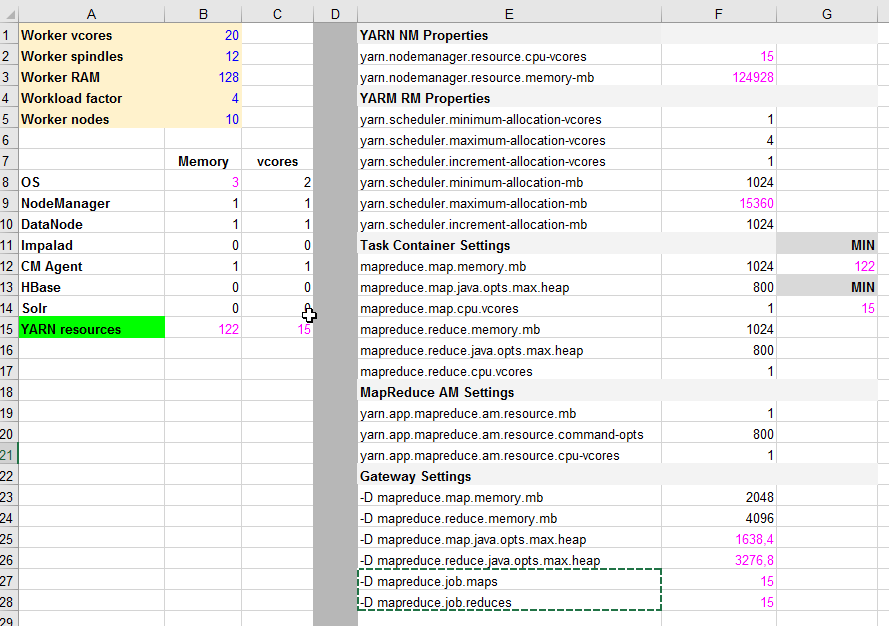 A B C D E F G
1 Worker vcores 20 YARN NM Properties
2 Worker spindles 12 yarn.nodemanager.resource.cpu-vcores 15
3 Worker RAM 128 yarn.nodemanager.resource.memory-mb 124928
4 Workload factor 4 YARM RM Properties
5 Worker nodes 10 yarn.scheduler.minimum-allocation-vcores 1
6 yarn.scheduler.maximum-allocation-vcores 4
7 Memory vcores yarn.scheduler.increment-allocation-vcores 1
8 OS 3 2 yarn.scheduler.minimum-allocation-mb 1024
9 NodeManager 1 1 yarn.scheduler.maximum-allocation-mb 15360
10 DataNode 1 1 yarn.scheduler.increment-allocation-mb 1024
11 Impalad 0 0 Task Container Settings MIN
12 CM Agent 1 1 mapreduce.map.memory.mb 1024 122
13 HBase 0 0 mapreduce.map.java.opts.max.heap 800 MIN
14 Solr 0 0 mapreduce.map.cpu.vcores 1 15
15 YARN resources 122 15 mapreduce.reduce.memory.mb 1024
16 mapreduce.reduce.java.opts.max.heap 800
17 mapreduce.reduce.cpu.vcores 1
18 MapReduce AM Settings
19 yarn.app.mapreduce.am.resource.mb 1
20 yarn.app.mapreduce.am.resource.command-opts 800
21 yarn.app.mapreduce.am.resource.cpu-vcores 1
22 Gateway Settings
23 -D mapreduce.map.memory.mb 2048
24 -D mapreduce.reduce.memory.mb 4096
25 -D mapreduce.map.java.opts.max.heap 1638,4
26 -D mapreduce.reduce.java.opts.max.heap 3276,8
27 -D mapreduce.job.maps 15
28 -D mapreduce.job.reduces 15
29